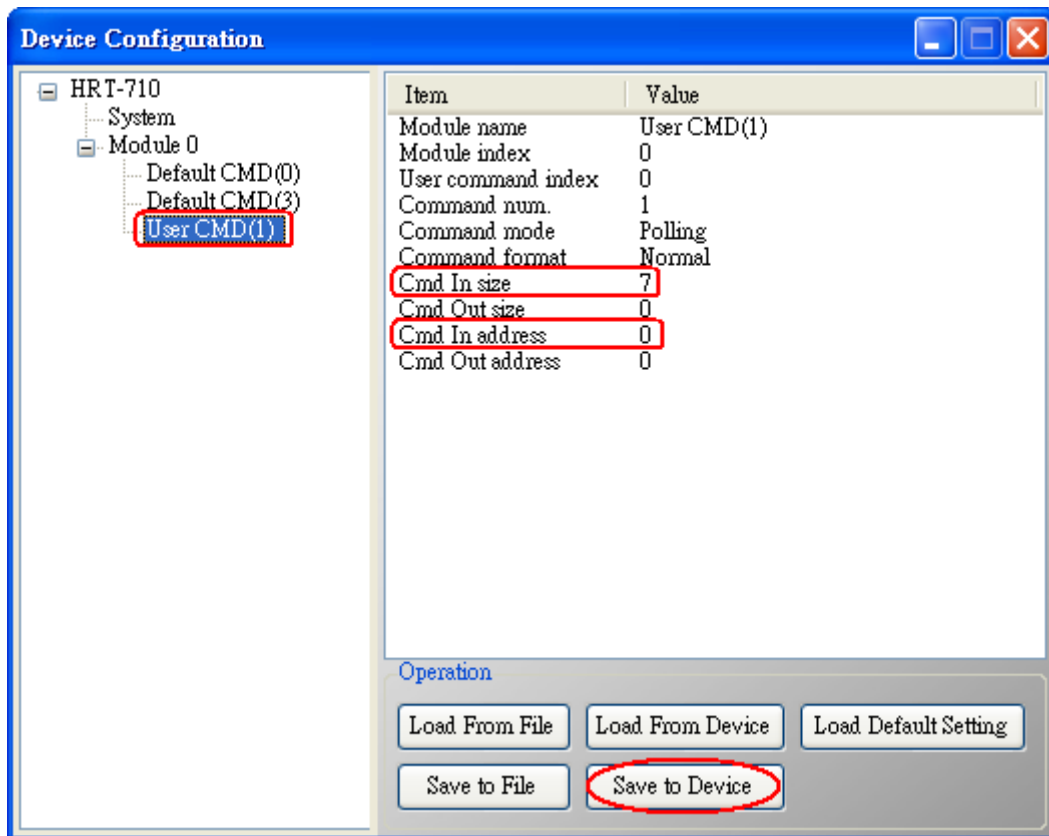 Device Configuration
HRT-710
System
Module 0
Default CMD(0)
Default CMD(3)
User CMD(1)
Item Value
Module name User CMD(1)
Module index 0
User command index 0
Command num. 1
Command mode Polling
Command format Normal
Cmd In size 7
Cmd Out size 0
Cmd In address 0
Cmd Out address 0
Operation
Load From File Load From Device Load Default Setting
Save to File Save to Device